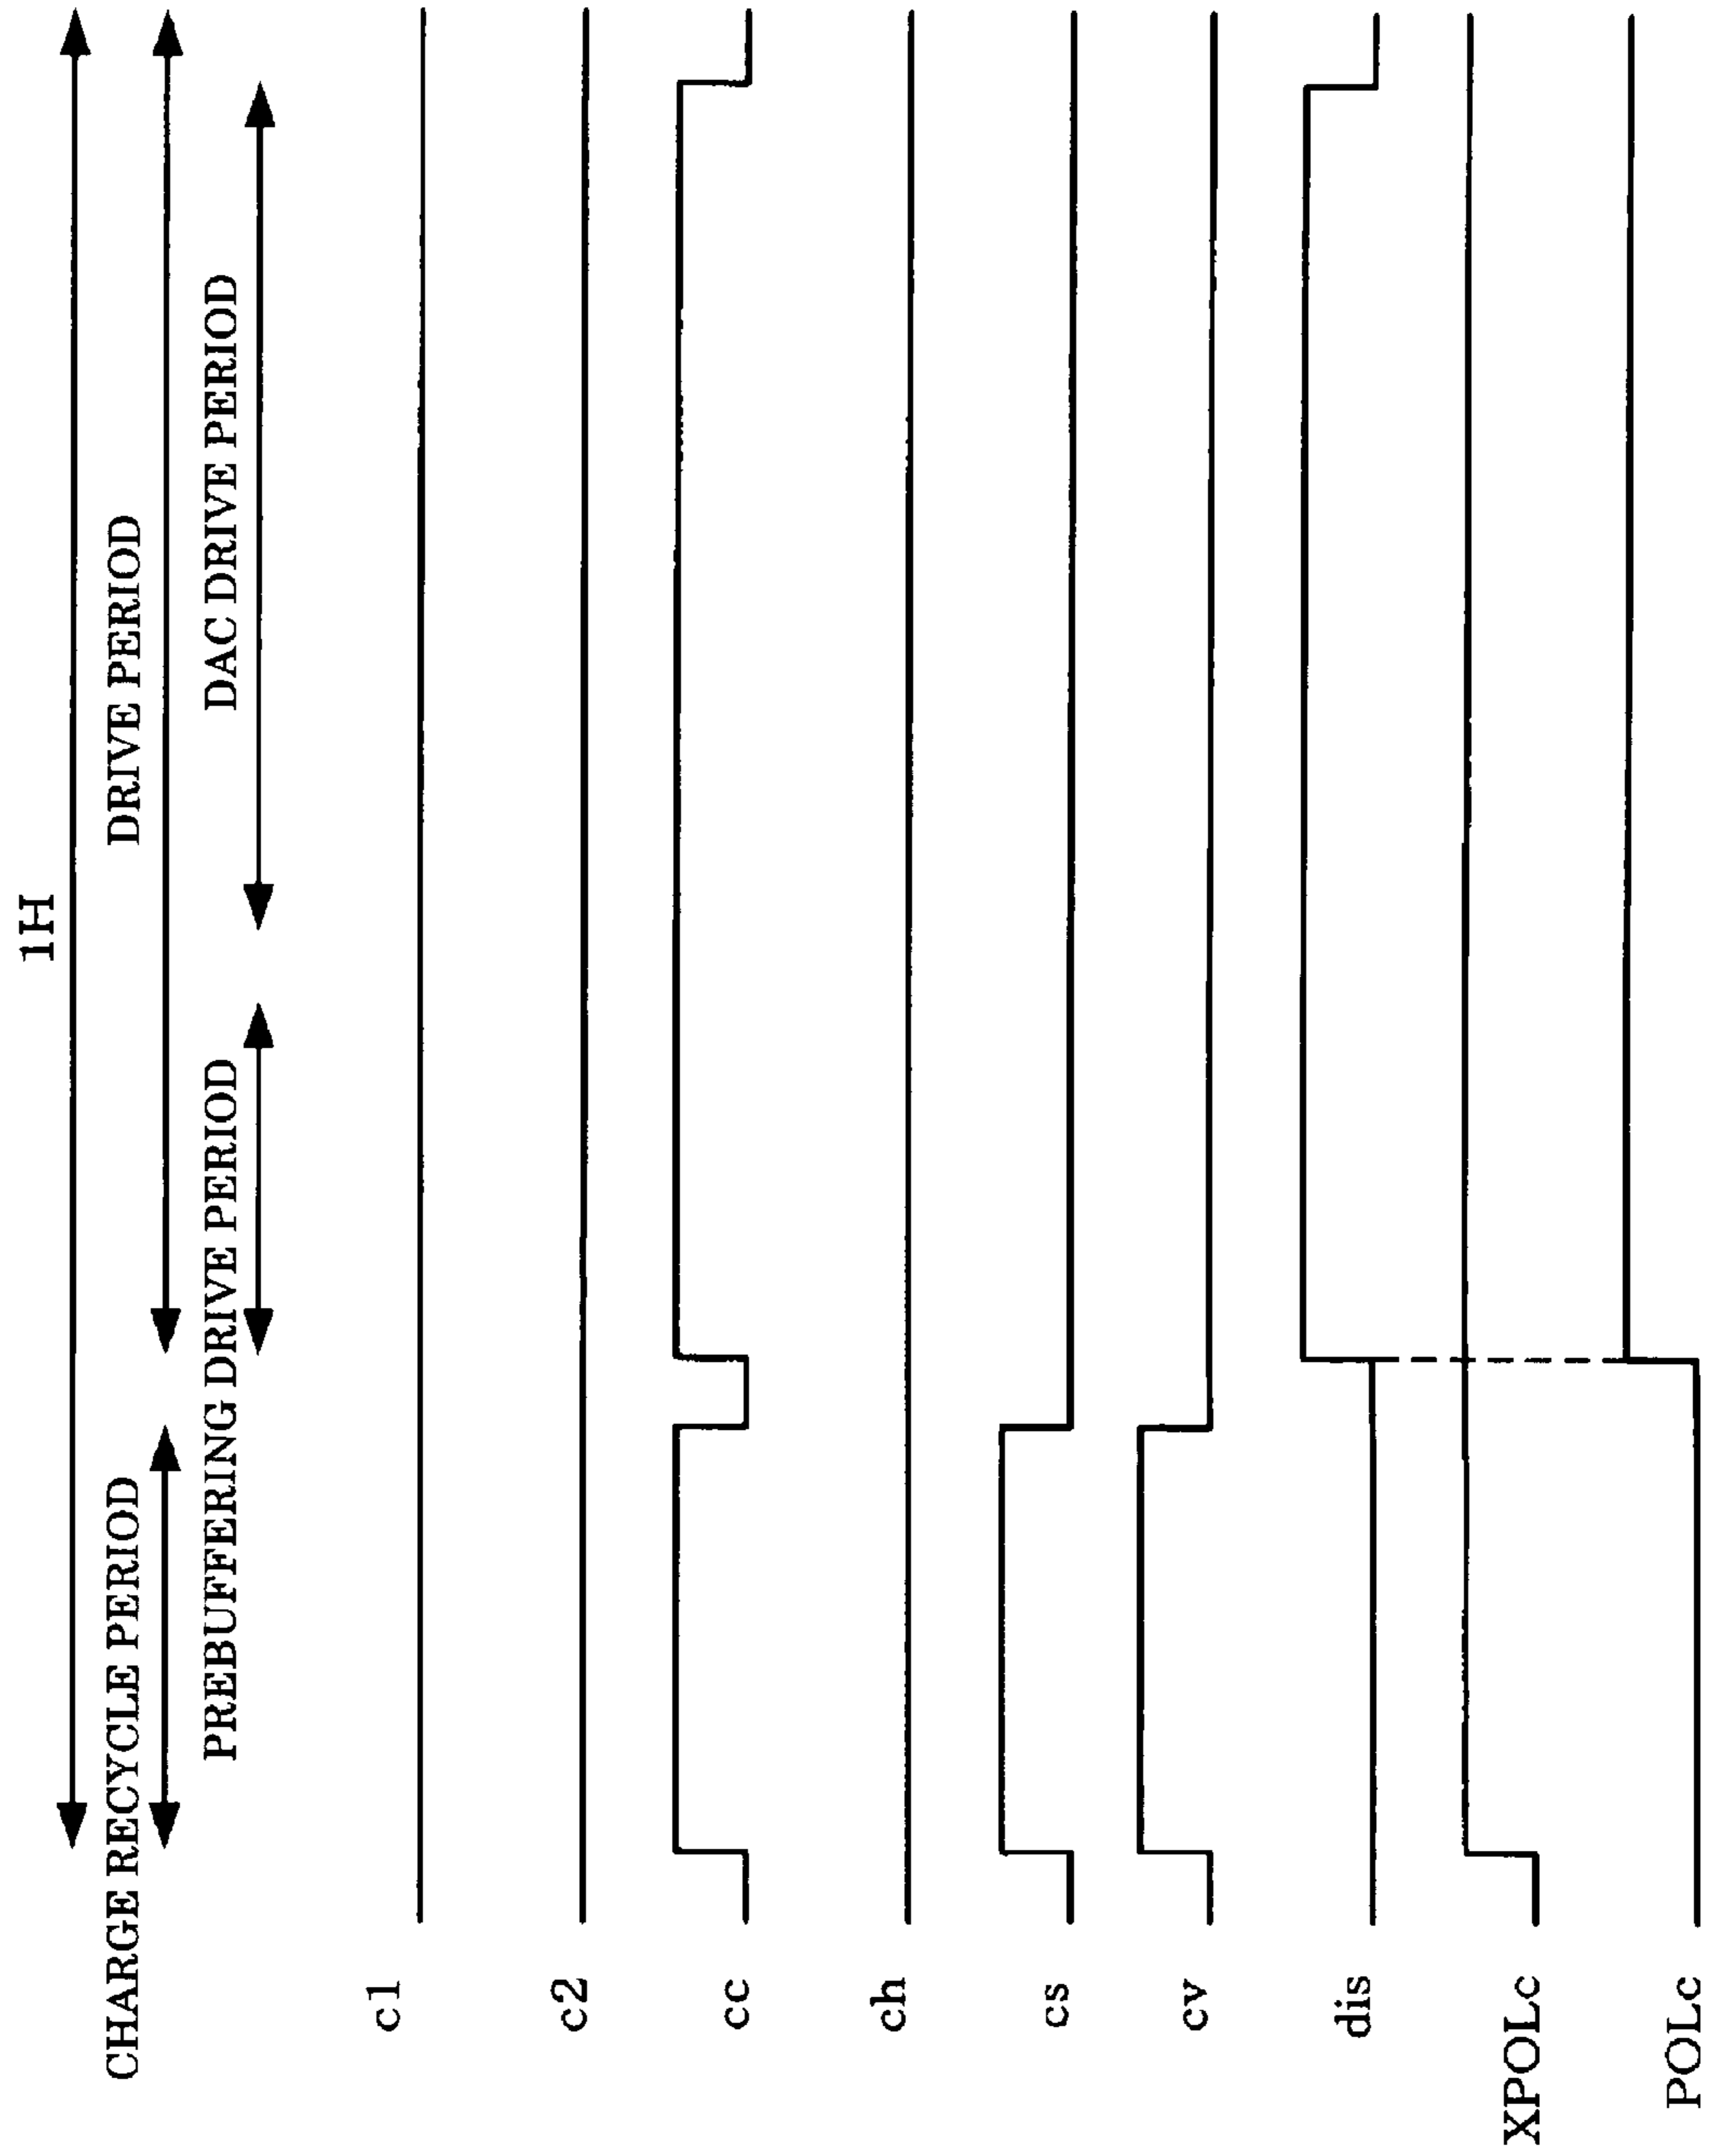 1H
CHARGE RECYCLE PERIOD
DRIVE PERIOD
PREBUFFERING DRIVE PERIOD
DAC DRIVE PERIOD
c1
c2
cc
ch
cs
cv
dis
XPOLc
POLc